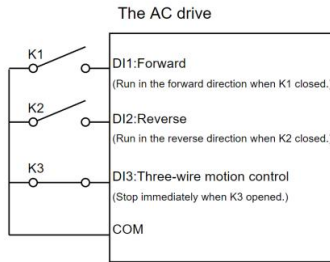 The AC drive
K1
DI1:Forward
(Run in the forward direction when K1 closed.)
K2
DI2:Reverse
(Run in the reverse direction when K2 closed.)
K3
DI3:Three-wire motion control
(Stop immediately when K3 opened.)
COM